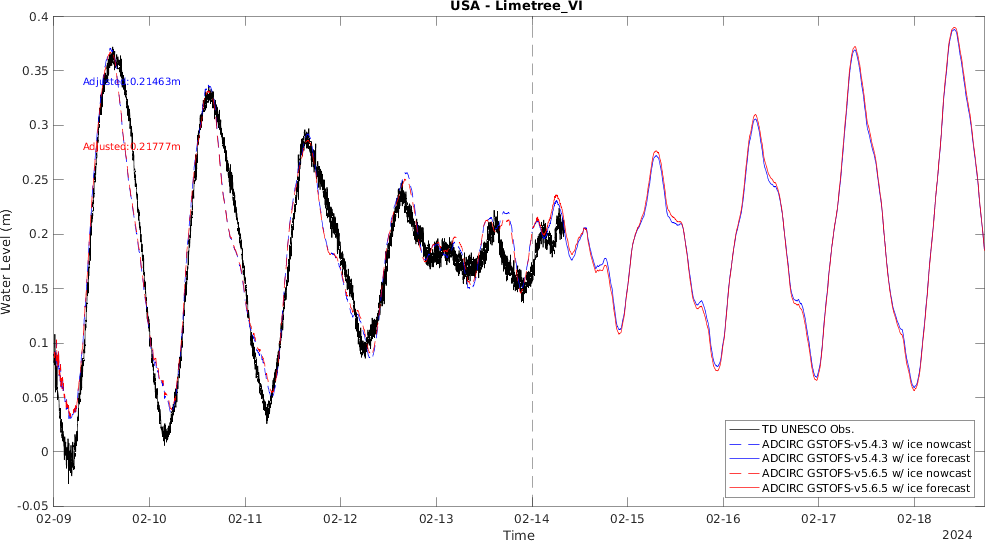 USA - Limetree_VI
0.4
0.35
0.3
0.25
0.2
0.15
0.1
0.05
0
-0.05
Water Level (m)
Adjusted:0.21463m
Adjusted:0.21777m
TD UNESCO Obs.
ADCIRC GSTOFS-v5.4.3 w/ ice nowcast
ADCIRC GSTOFS-v5.4.3 w/ ice forecast
ADCIRC GSTOFS-v5.6.5 w/ ice nowcast
ADCIRC GSTOFS-v5.6.5 w/ ice forecast
02-09 02-10 02-11 02-12 02-13 02-14 02-15 02-16 02-17 02-18
Time
2024